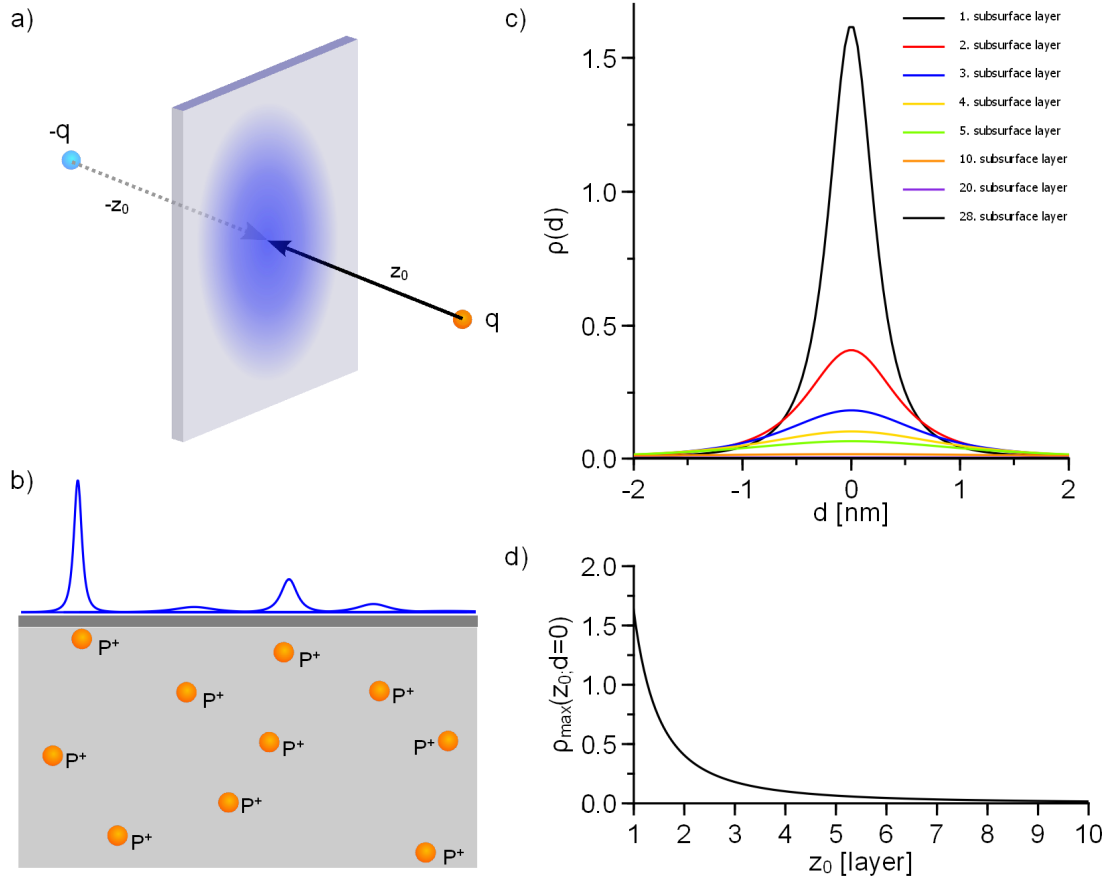 a)
-q
-z₀
z₀
q
b)
P⁺
P⁺
P⁺
P⁺
P⁺
P⁺
P⁺
P⁺
P⁺
P⁺
c)
1. subsurface layer
2. subsurface layer
3. subsurface layer
4. subsurface layer
5. subsurface layer
10. subsurface layer
20. subsurface layer
28. subsurface layer
ρ(d)
1.5
1.0
0.5
0.0
-2 -1 0 1 2
d [nm]
d)
ρmax(z₀;d=0)
2.0
1.5
1.0
0.5
0.0
1 2 3 4 5 6 7 8 9 10
z₀ [layer]